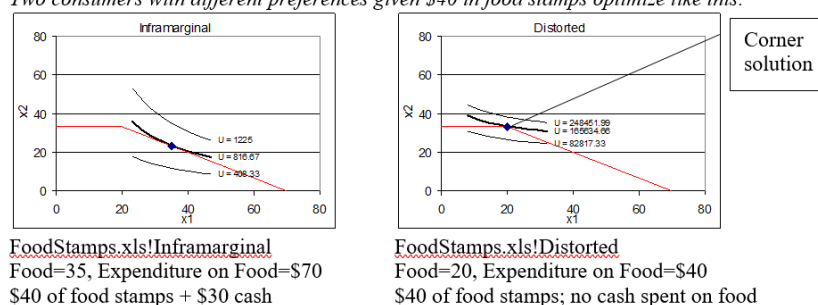 Two consumers with different preferences given $40 in food stamps optimize like this:
Inframarginal
80
60
40
20
0
x2
U = 1225
U = 816.67
U = 408.33
0 20 40 60 80
x1
Distorted
80
60
40
20
0
x2
U = 248451.99
U = 165634.66
U = 82817.33
0 20 40 60 80
x1
Corner
solution
FoodStamps.xls!Inframarginal
Food=35, Expenditure on Food=$70
$40 of food stamps + $30 cash
FoodStamps.xls!Distorted
Food=20, Expenditure on Food=$40
$40 of food stamps; no cash spent on food